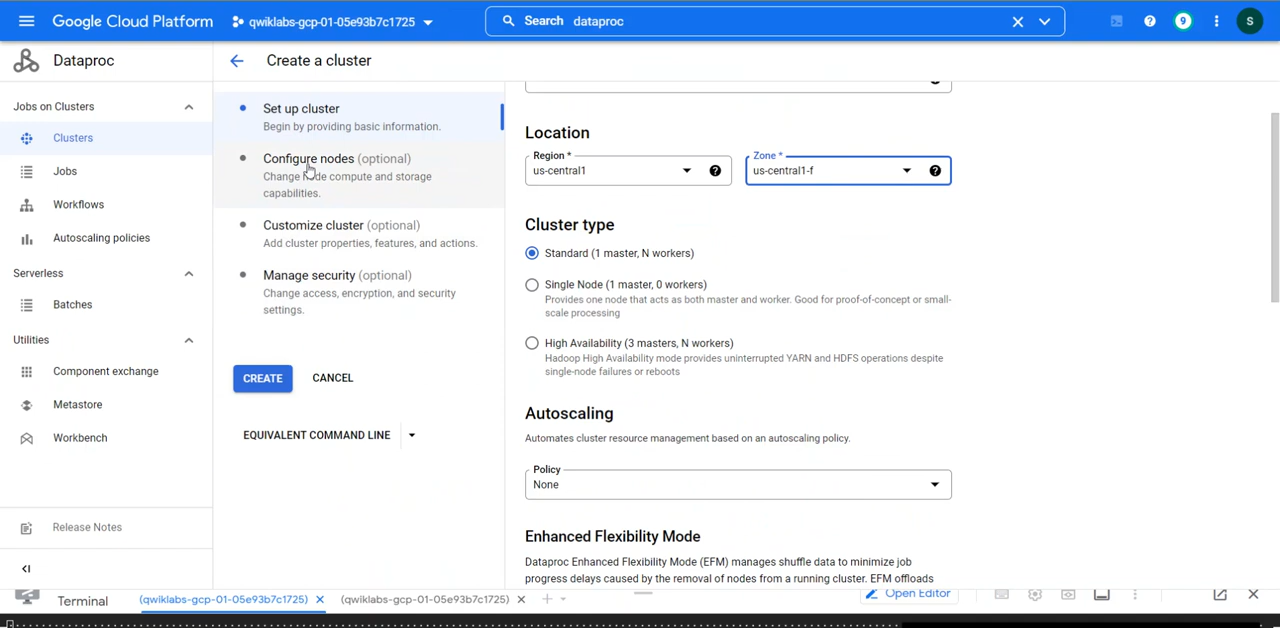 Google Cloud Platform
qwiklabs-gcp-01-05e93b7c1725
Search dataproc
9
S
Dataproc
Create a cluster
Jobs on Clusters
Clusters
Jobs
Workflows
Autoscaling policies
Serverless
Batches
Utilities
Component exchange
Metastore
Workbench
Release Notes
Set up cluster
Begin by providing basic information.
Configure nodes (optional)
Change node compute and storage
capabilities.
Customize cluster (optional)
Add cluster properties, features, and actions.
Manage security (optional)
Change access, encryption, and security
settings.
CREATE
CANCEL
EQUIVALENT COMMAND LINE
Location
Region *
us-central1
Zone *
us-central1-f
Cluster type
Standard (1 master, N workers)
Single Node (1 master, 0 workers)
Provides one node that acts as both master and worker. Good for proof-of-concept or small-
scale processing
High Availability (3 masters, N workers)
Hadoop High Availability mode provides uninterrupted YARN and HDFS operations despite
single-node failures or reboots
Autoscaling
Automates cluster resource management based on an autoscaling policy.
Policy
None
Enhanced Flexibility Mode
Dataproc Enhanced Flexibility Mode (EFM) manages shuffle data to minimize job
progress delays caused by the removal of nodes from a running cluster. EFM offloads
Terminal
(qwiklabs-gcp-01-05e93b7c1725)
(qwiklabs-gcp-01-05e93b7c1725)
Open Editor